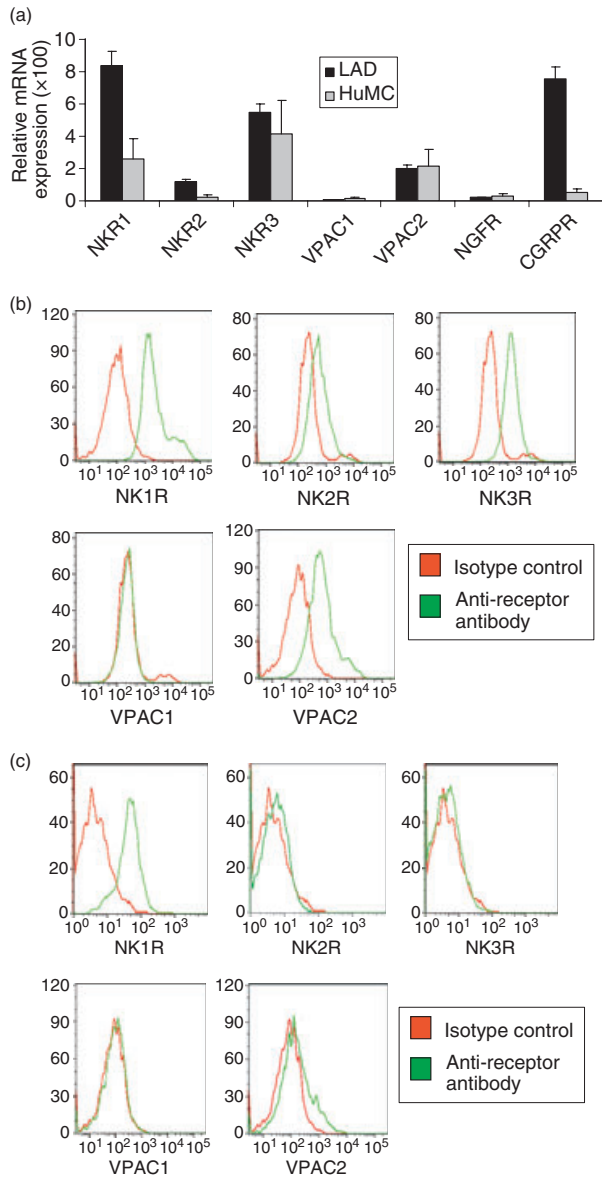 (a)
Relative mRNA
expression (×100)
10
8
6
4
2
0
LAD
HuMC
NKR1
NKR2
NKR3
VPAC1
VPAC2
NGFR
CGRPR
(b)
120
90
60
30
0
10¹ 10² 10³ 10⁴ 10⁵
NK1R
80
60
40
20
0
10¹ 10² 10³ 10⁴ 10⁵
NK2R
80
60
40
20
0
10¹ 10² 10³ 10⁴ 10⁵
NK3R
80
60
40
20
0
10¹ 10² 10³ 10⁴ 10⁵
VPAC1
120
90
60
30
0
10¹ 10² 10³ 10⁴ 10⁵
VPAC2
Isotype control
Anti-receptor
antibody
(c)
60
40
20
0
10⁰ 10¹ 10² 10³
NK1R
60
40
20
0
10⁰ 10¹ 10² 10³
NK2R
60
40
20
0
10⁰ 10¹ 10² 10³
NK3R
120
90
60
30
0
10¹ 10² 10³ 10⁴ 10⁵
VPAC1
120
90
60
30
0
10¹ 10² 10³ 10⁴ 10⁵
VPAC2
Isotype control
Anti-receptor
antibody